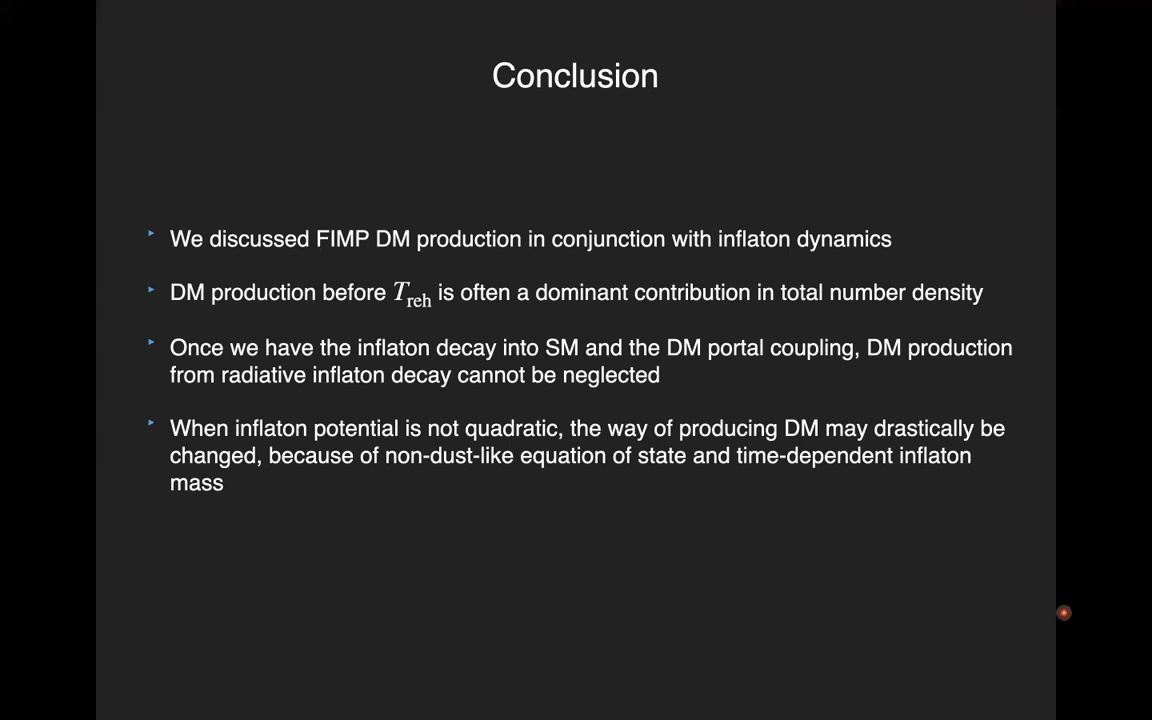 Conclusion
We discussed FIMP DM production in conjunction with inflaton dynamics
DM production before T_reh is often a dominant contribution in total number density
Once we have the inflaton decay into SM and the DM portal coupling, DM production
from radiative inflaton decay cannot be neglected
When inflaton potential is not quadratic, the way of producing DM may drastically be
changed, because of non-dust-like equation of state and time-dependent inflaton
mass